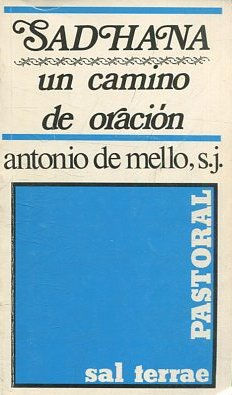 SADHANA
un camino
de oración
antonio de mello, s.j.
PASTORAL
sal terrae